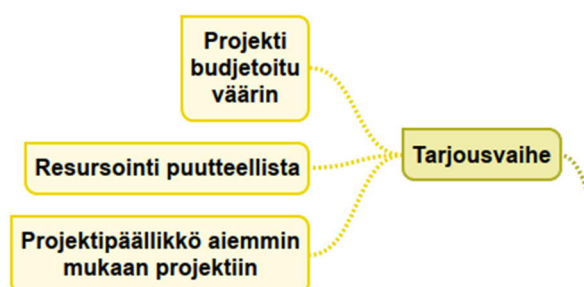 Projekti
budjetoitu
väärin
Resursointi puutteellista
Tarjousvaihe
Projektipäällikkö aiemmin
mukaan projektiin